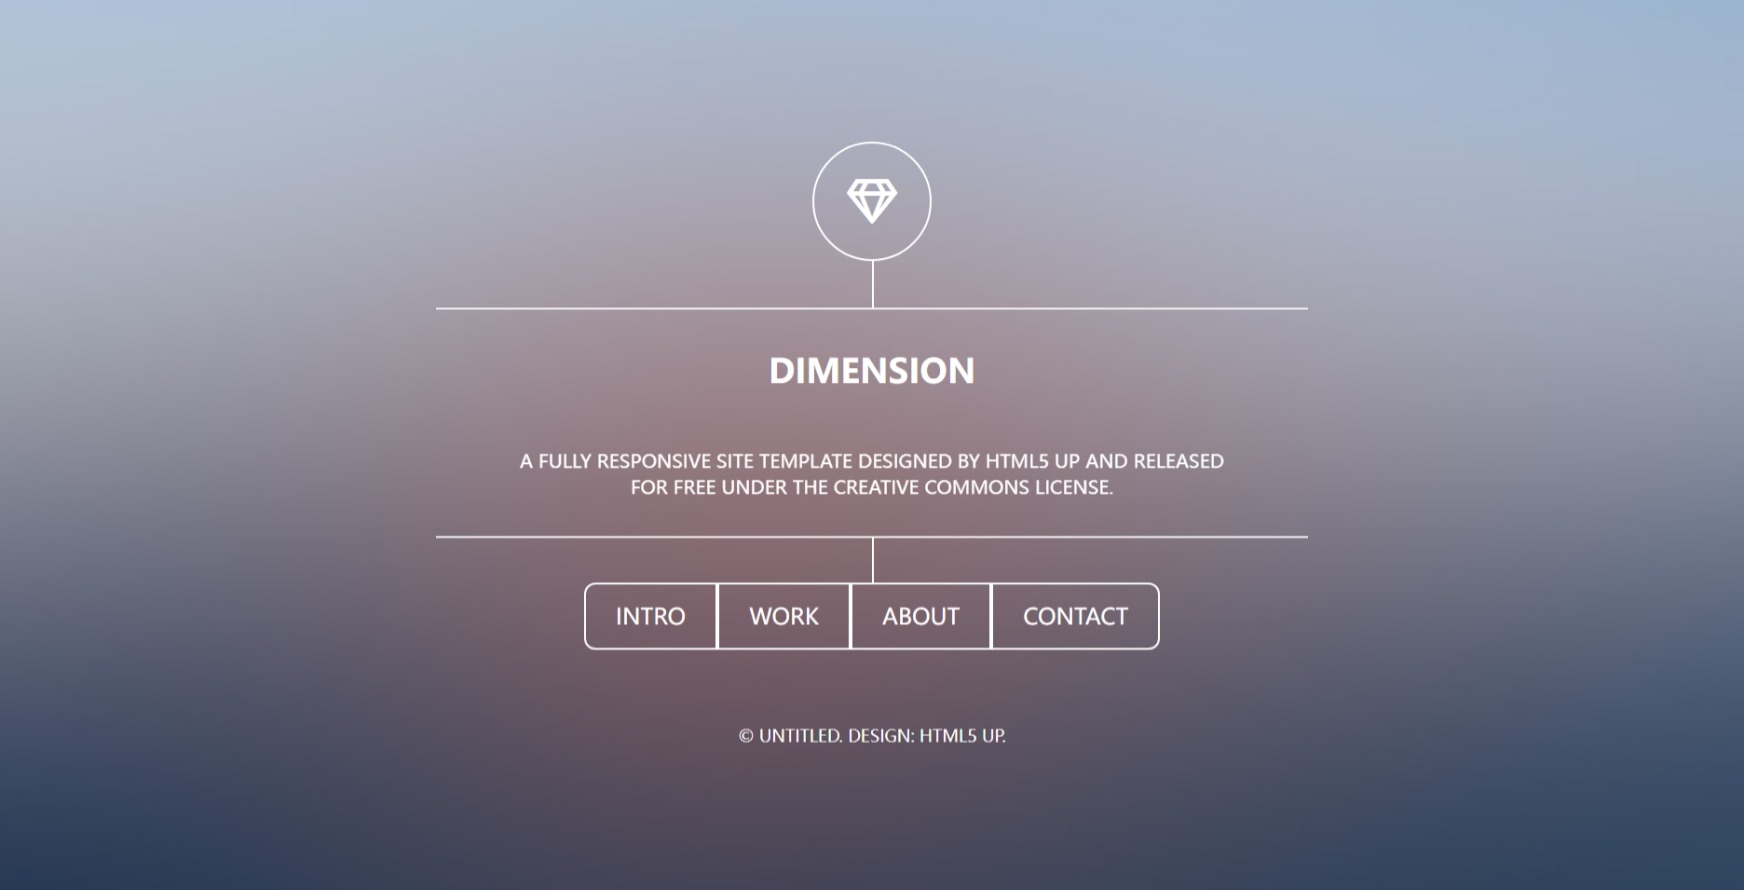 DIMENSION
A FULLY RESPONSIVE SITE TEMPLATE DESIGNED BY HTML5 UP AND RELEASED
FOR FREE UNDER THE CREATIVE COMMONS LICENSE.
INTRO
WORK
ABOUT
CONTACT
© UNTITLED. DESIGN: HTML5 UP.